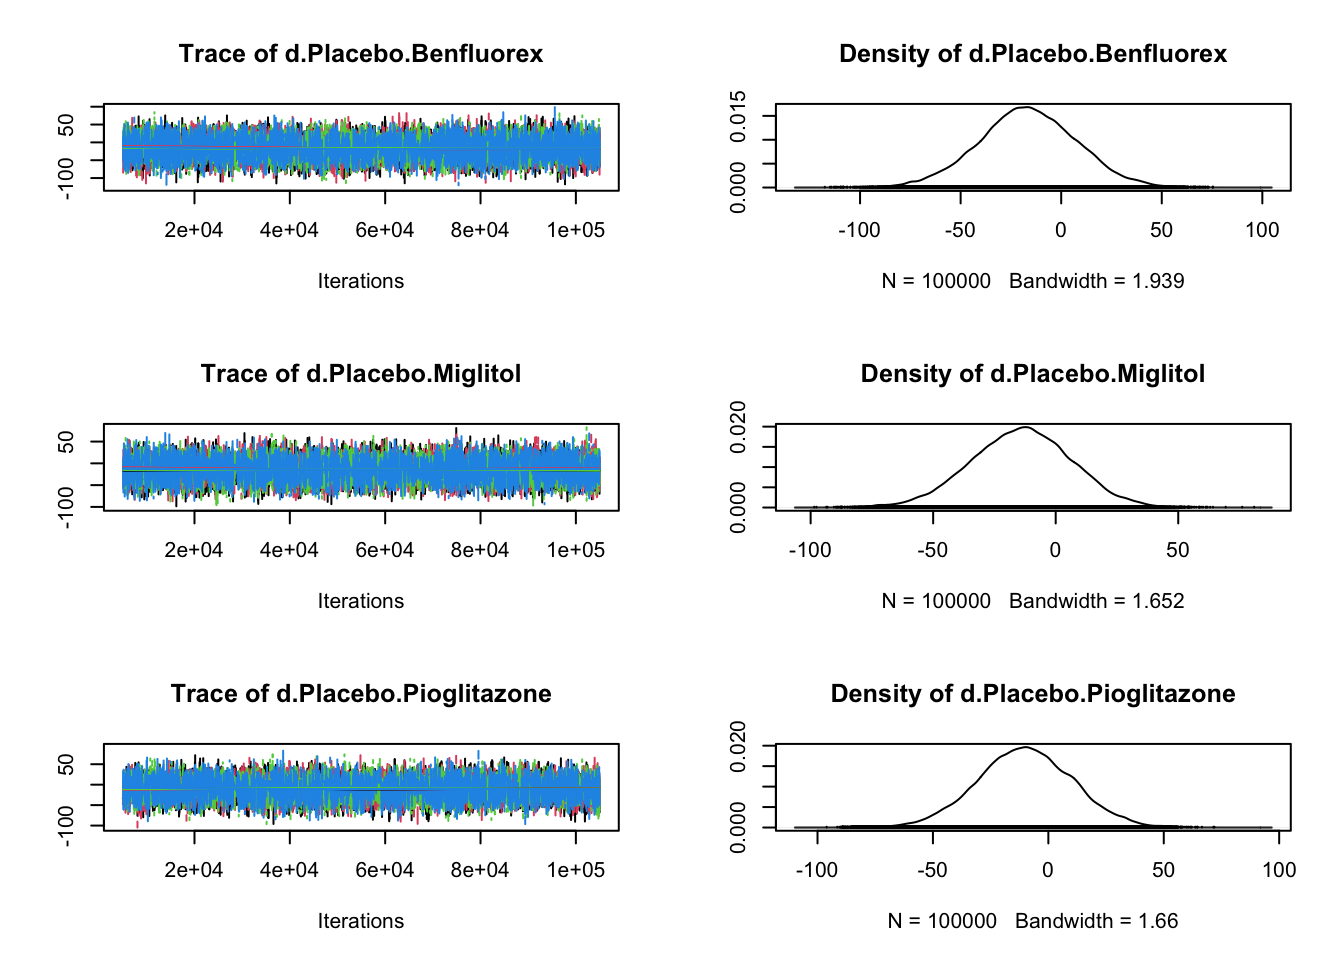 Trace of d.Placebo.Benfluorex
50
-100
2e+04 4e+04 6e+04 8e+04 1e+05
Iterations
Density of d.Placebo.Benfluorex
0.015
0.000
-100 -50 0 50 100
N = 100000 Bandwidth = 1.939
Trace of d.Placebo.Miglitol
50
-100
2e+04 4e+04 6e+04 8e+04 1e+05
Iterations
Density of d.Placebo.Miglitol
0.020
0.000
-100 -50 0 50
N = 100000 Bandwidth = 1.652
Trace of d.Placebo.Pioglitazone
50
-100
2e+04 4e+04 6e+04 8e+04 1e+05
Iterations
Density of d.Placebo.Pioglitazone
0.020
0.000
-100 -50 0 50 100
N = 100000 Bandwidth = 1.66